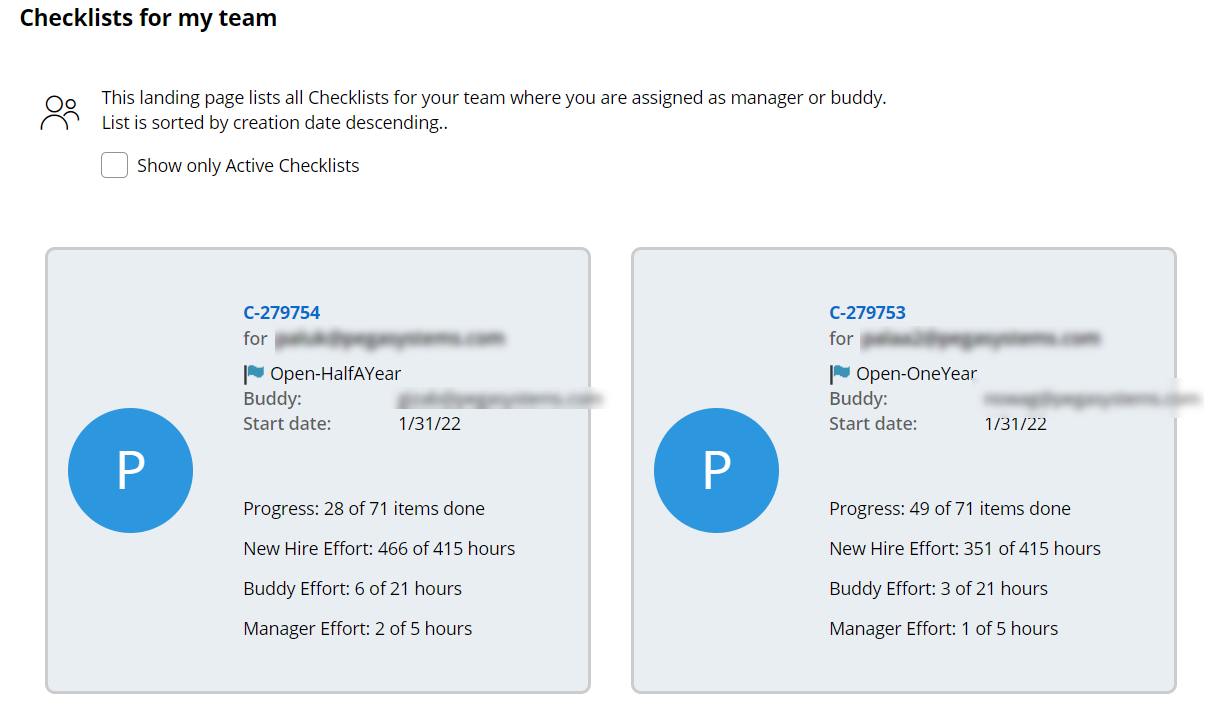 Checklists for my team
This landing page lists all Checklists for your team where you are assigned as manager or buddy.
List is sorted by creation date descending..
Show only Active Checklists
P
C-279754
for
Open-HalfAYear
Buddy:
Start date: 1/31/22
Progress: 28 of 71 items done
New Hire Effort: 466 of 415 hours
Buddy Effort: 6 of 21 hours
Manager Effort: 2 of 5 hours
P
C-279753
for
Open-OneYear
Buddy:
Start date: 1/31/22
Progress: 49 of 71 items done
New Hire Effort: 351 of 415 hours
Buddy Effort: 3 of 21 hours
Manager Effort: 1 of 5 hours